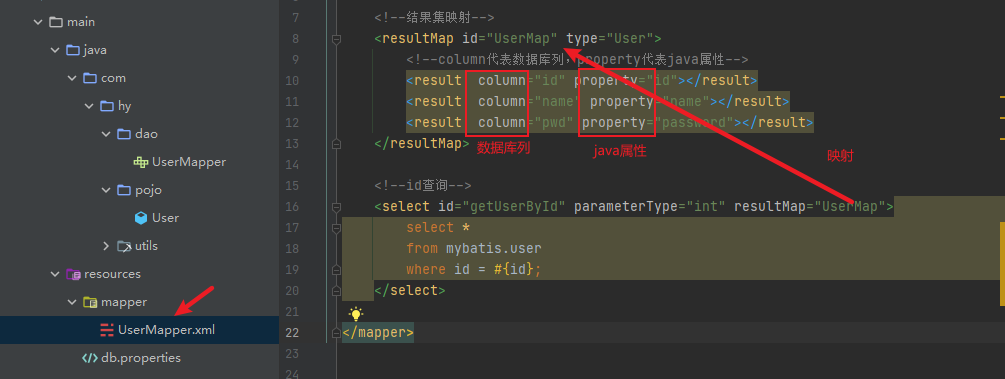 main
java
com
hy
dao
UserMapper
pojo
User
utils
resources
mapper
UserMapper.xml
db.properties
7 <!--结果集映射-->
8 <resultMap id="UserMap" type="User">
9 <!--column代表数据库列，property代表java属性-->
10 <result column="id" property="id"></result>
11 <result column="name" property="name"></result>
12 <result column="pwd" property="password"></result>
13 </resultMap>
数据库列
java属性
映射
14
15 <!--id查询-->
16 <select id="getUserById" parameterType="int" resultMap="UserMap">
17 select *
18 from mybatis.user
19 where id = #{id};
20 </select>
21
22 </mapper>
23
24